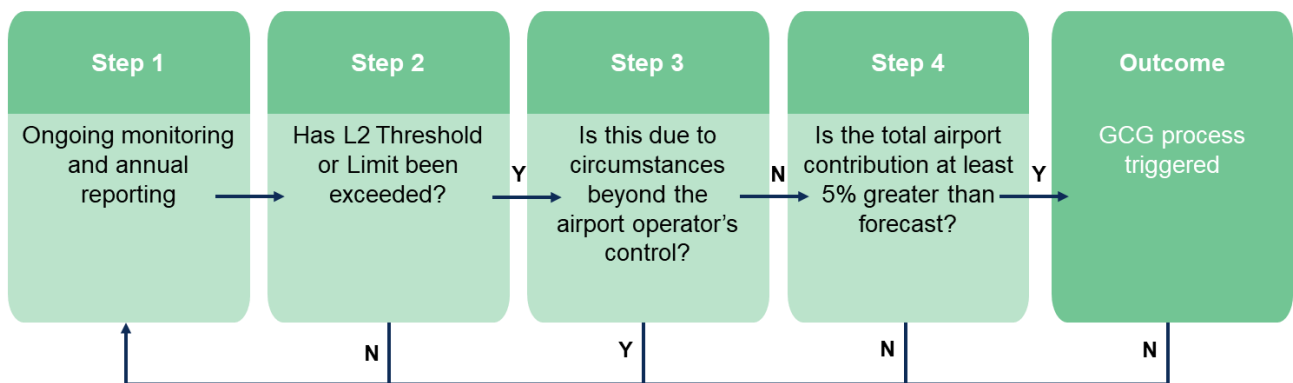 Step 1
Ongoing monitoring
and annual
reporting
Step 2
Has L2 Threshold
or Limit been
exceeded?
Y
Step 3
Is this due to
circumstances
beyond the
airport operator’s
control?
N
Step 4
Is the total airport
contribution at least
5% greater than
forecast?
Y
Outcome
GCG process
triggered
N
Y
N
N